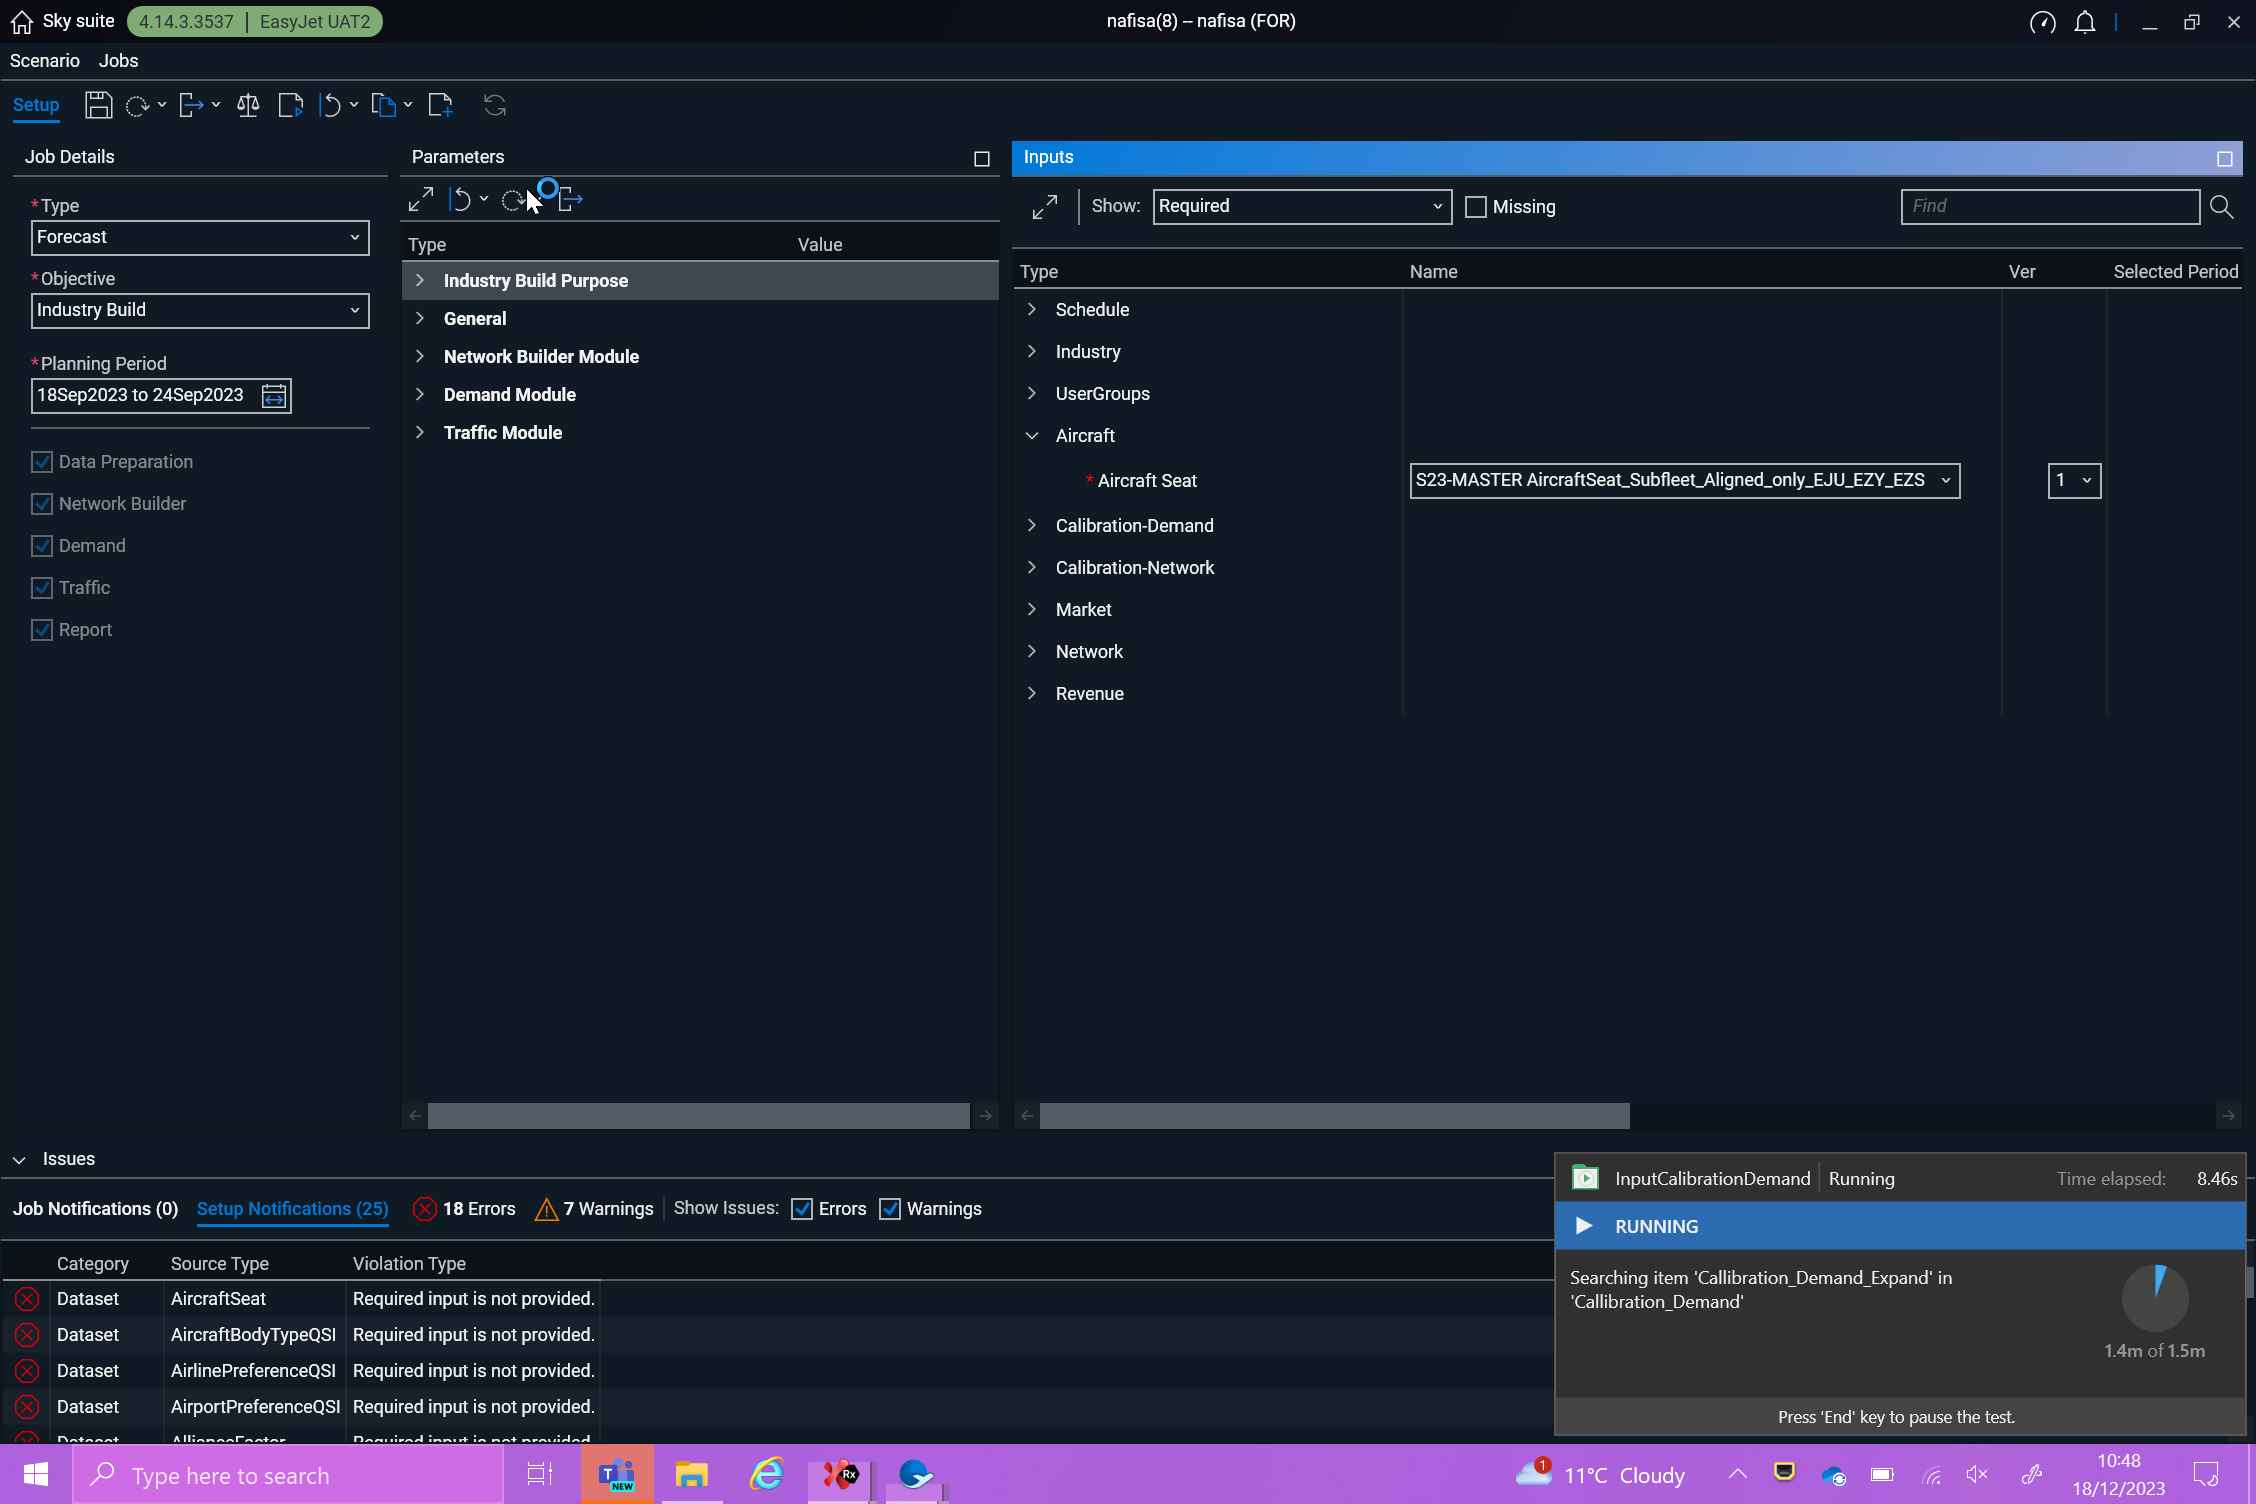 Sky suite 4.14.3.3537 | EasyJet UAT2 nafisa(8) – nafisa (FOR)
Scenario Jobs
Setup
Job Details
*Type
Forecast
*Objective
Industry Build
*Planning Period
18Sep2023 to 24Sep2023
Data Preparation
Network Builder
Demand
Traffic
Report
Parameters
Type Value
Industry Build Purpose
General
Network Builder Module
Demand Module
Traffic Module
Inputs
Show: Required Missing Find
Type Name Ver Selected Period
Schedule
Industry
UserGroups
Aircraft
* Aircraft Seat S23-MASTER AircraftSeat_Subfleet_Aligned_only_EJU_EZY_EZS 1
Calibration-Demand
Calibration-Network
Market
Network
Revenue
Issues
Job Notifications (0) Setup Notifications (25) 18 Errors 7 Warnings Show Issues: Errors Warnings
Category Source Type Violation Type
Dataset AircraftSeat Required input is not provided.
Dataset AircraftBodyTypeQSI Required input is not provided.
Dataset AirlinePreferenceQSI Required input is not provided.
Dataset AirportPreferenceQSI Required input is not provided.
Dataset AllianceFactor Required input is not provided.
InputCalibrationDemand Running Time elapsed: 8.46s
RUNNING
Searching item 'Callibration_Demand_Expand' in
'Callibration_Demand'
1.4m of 1.5m
Press 'End' key to pause the test.
Type here to search
T
NEW
Rx
1
11°C Cloudy
10:48
18/12/2023